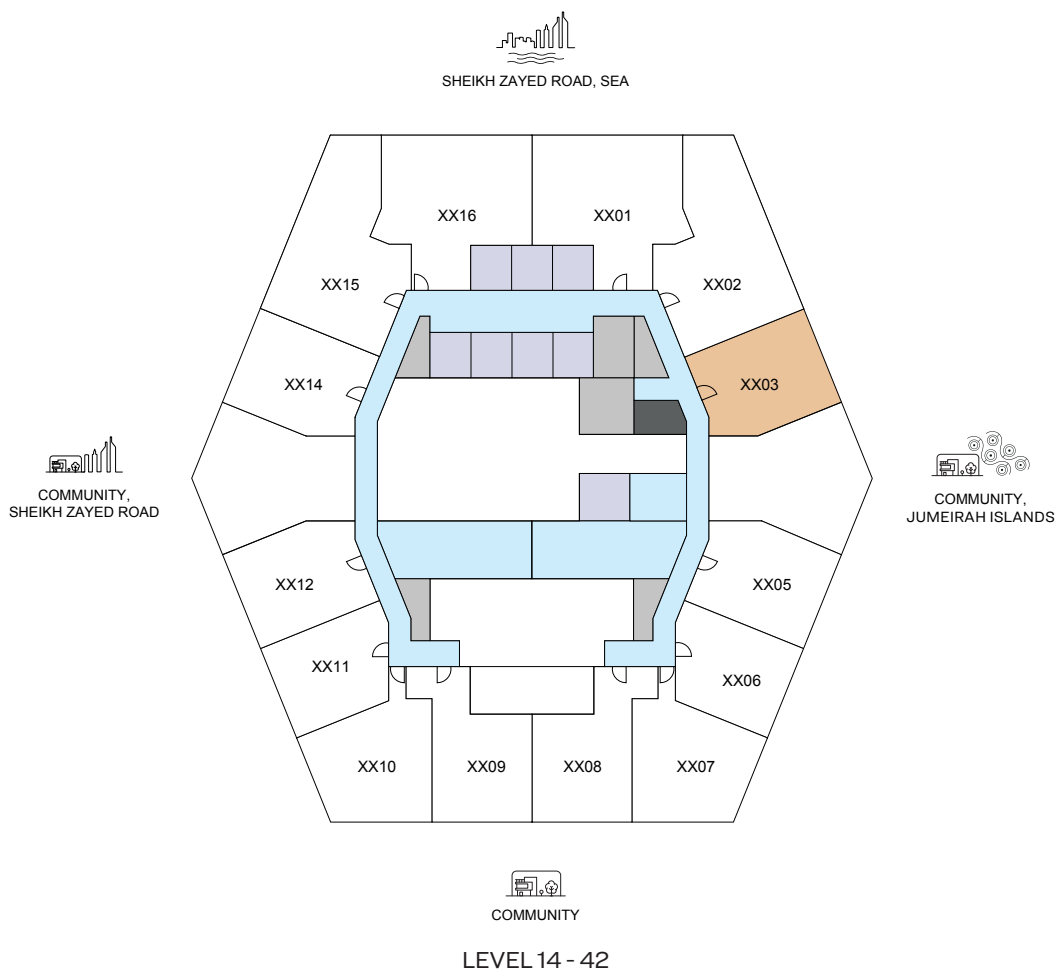 SHEIKH ZAYED ROAD, SEA
XX16
XX01
XX15
XX02
XX14
XX03
COMMUNITY,
SHEIKH ZAYED ROAD
COMMUNITY,
JUMEIRAH ISLANDS
XX12
XX05
XX11
XX06
XX10
XX09
XX08
XX07
COMMUNITY
LEVEL 14 - 42